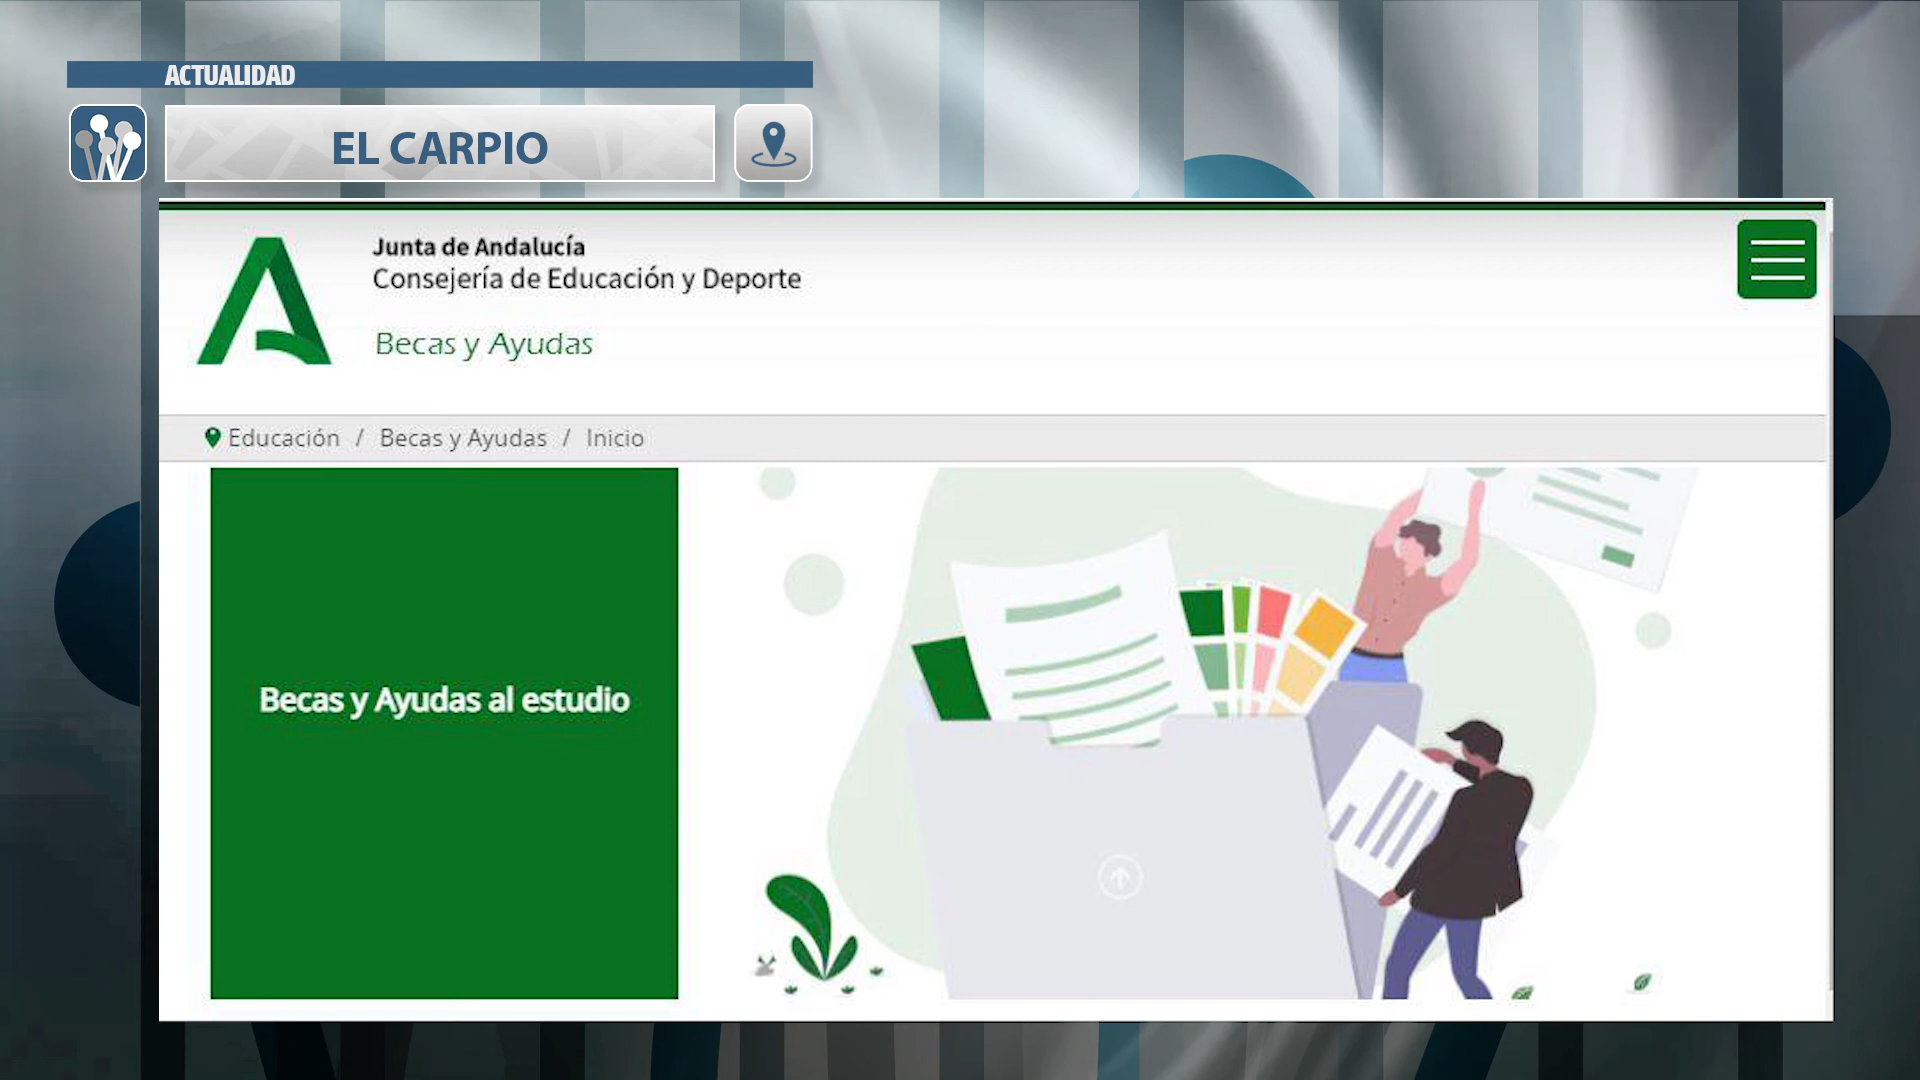 ACTUALIDAD
EL CARPIO
Junta de Andalucía
Consejería de Educación y Deporte
Becas y Ayudas
Educación / Becas y Ayudas / Inicio
Becas y Ayudas al estudio